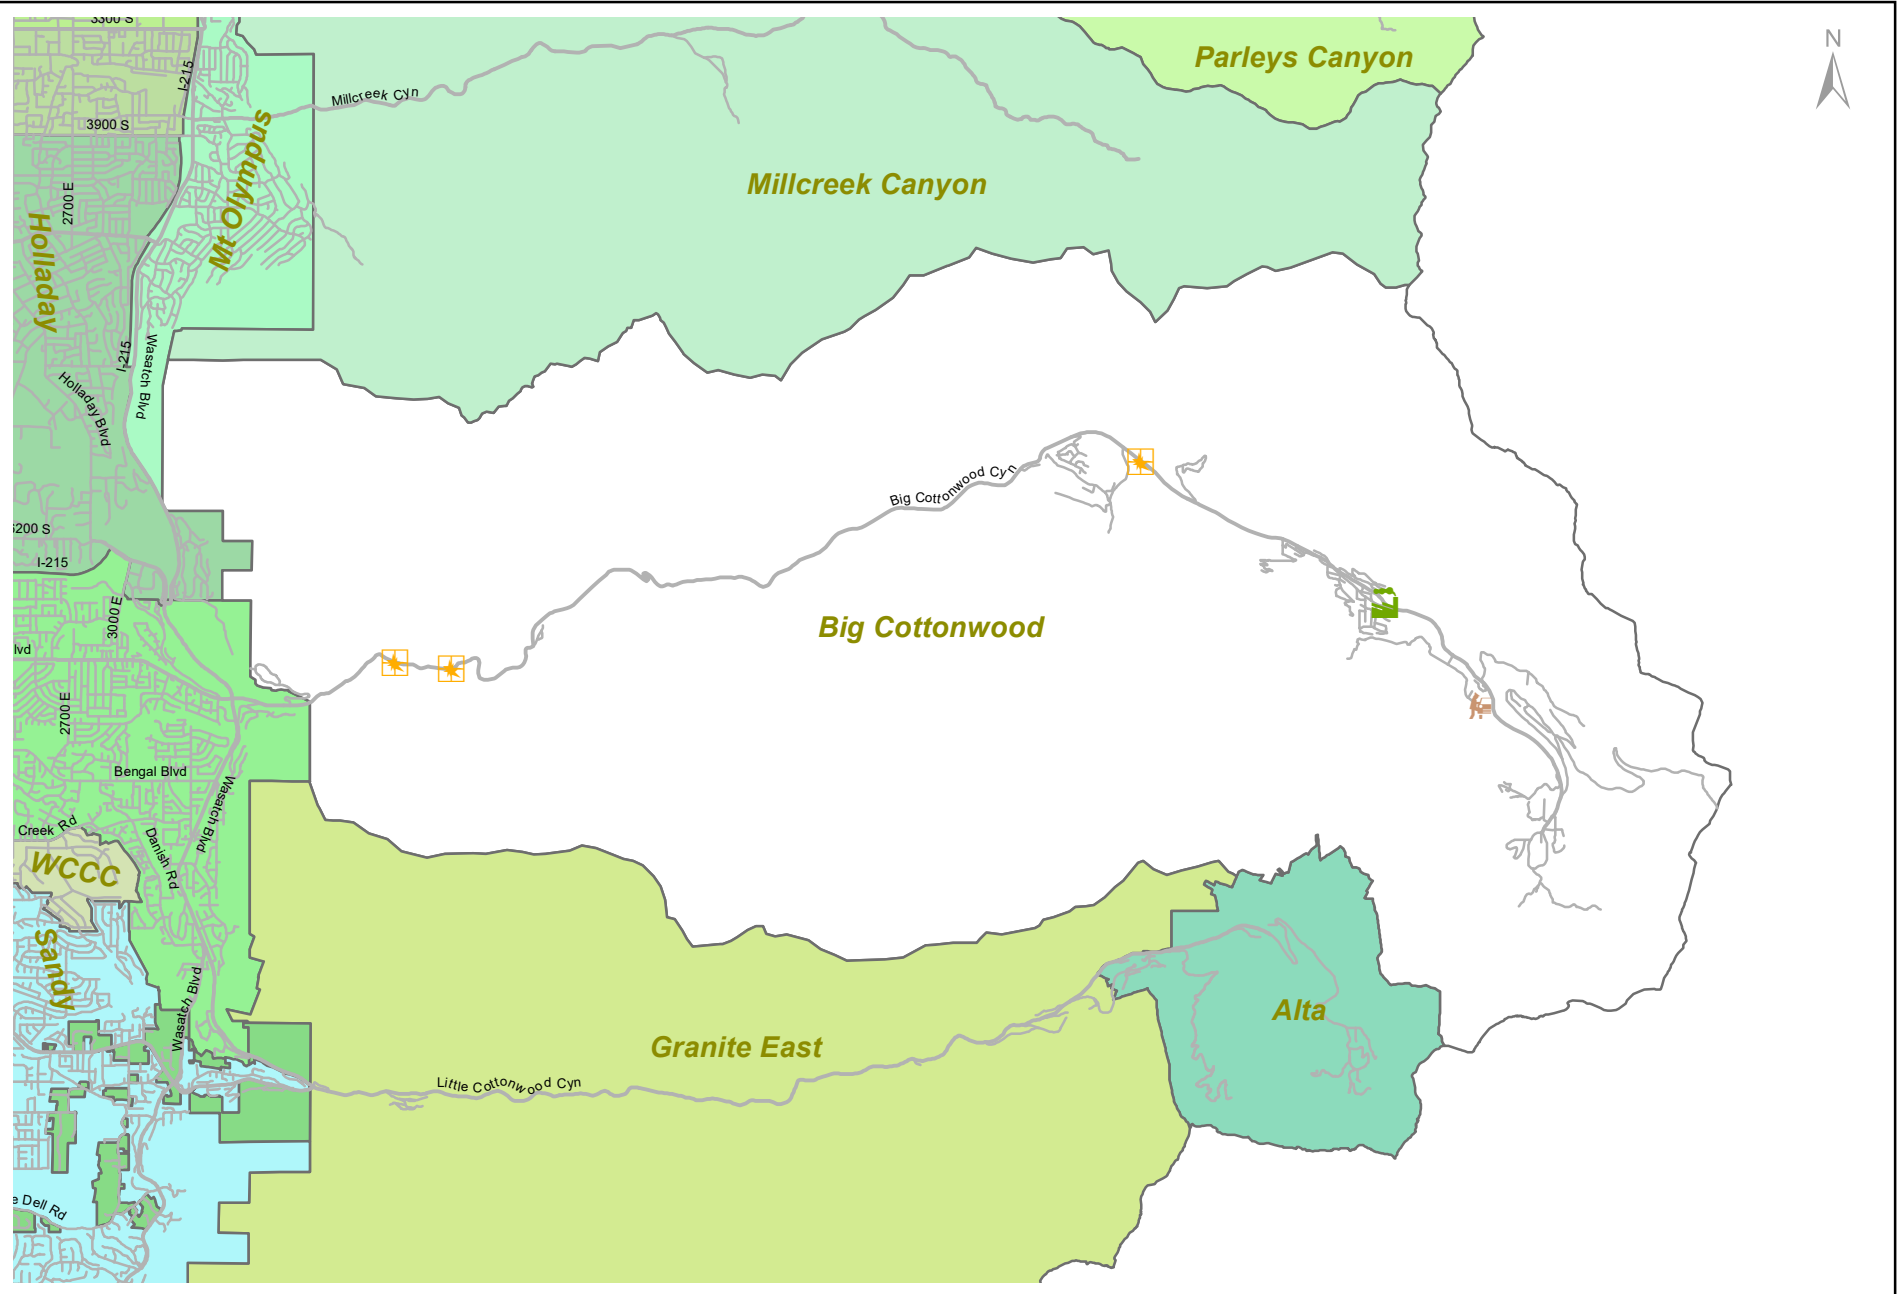 3300 S
N
Parleys Canyon
I-215
Millcreek Cyn
3900 S
Mt Olympus
Millcreek Canyon
2700 E
Holladay
I-215
Wasatch Blvd
Holladay Blvd
Big Cottonwood Cyn
6200 S
I-215
3000 E
Big Cottonwood
lvd
2700 E
Bengal Blvd
Wasatch Blvd
Creek Rd
Danish Rd
WCCC
Sandy
Wasatch Blvd
Alta
Granite East
Little Cottonwood Cyn
e Dell Rd